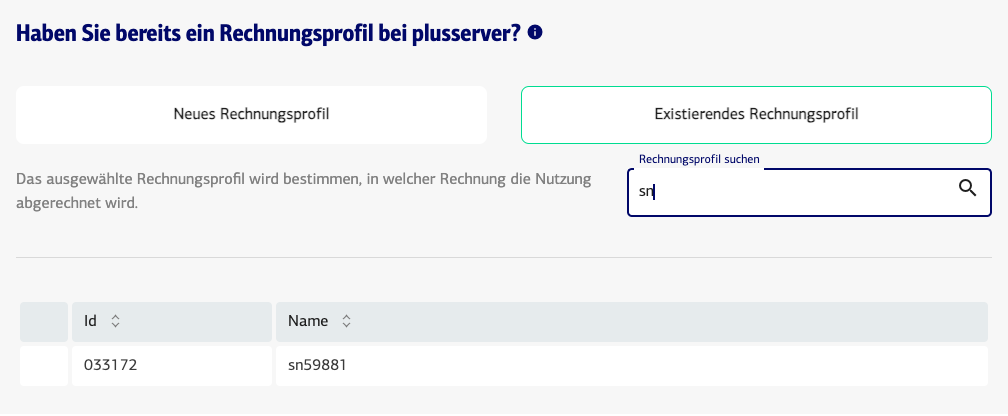 Haben Sie bereits ein Rechnungsprofil bei plusserver?
Neues Rechnungsprofil
Existierendes Rechnungsprofil
Das ausgewählte Rechnungsprofil wird bestimmen, in welcher Rechnung die Nutzung
abgerechnet wird.
Rechnungsprofil suchen
sn
Id Name
033172 sn59881